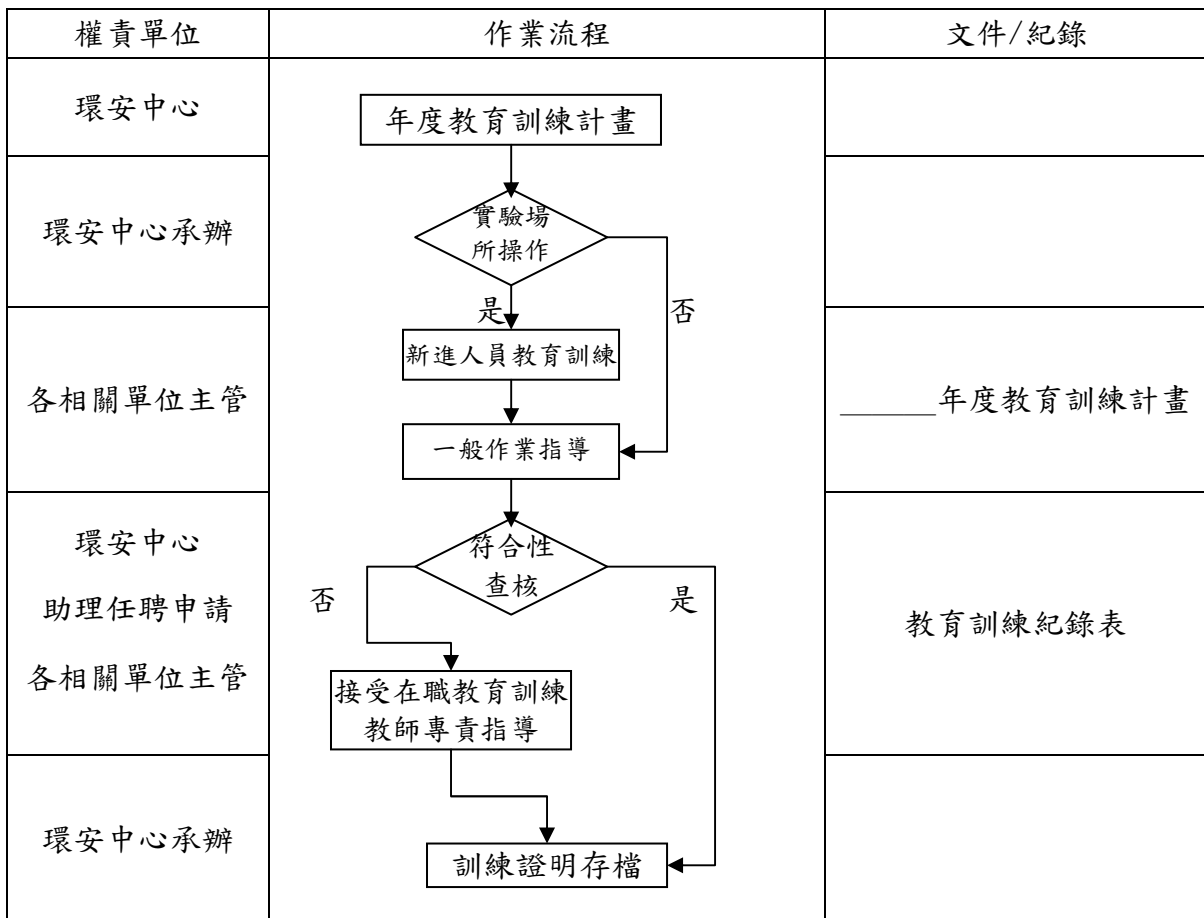 權責單位
作業流程
文件/紀錄
環安中心
年度教育訓練計畫
環安中心承辦
實驗場
所操作
是
否
新進人員教育訓練
各相關單位主管
______年度教育訓練計畫
一般作業指導
環安中心
助理任聘申請
各相關單位主管
符合性
查核
否
是
教育訓練紀錄表
接受在職教育訓練
教師專責指導
環安中心承辦
訓練證明存檔